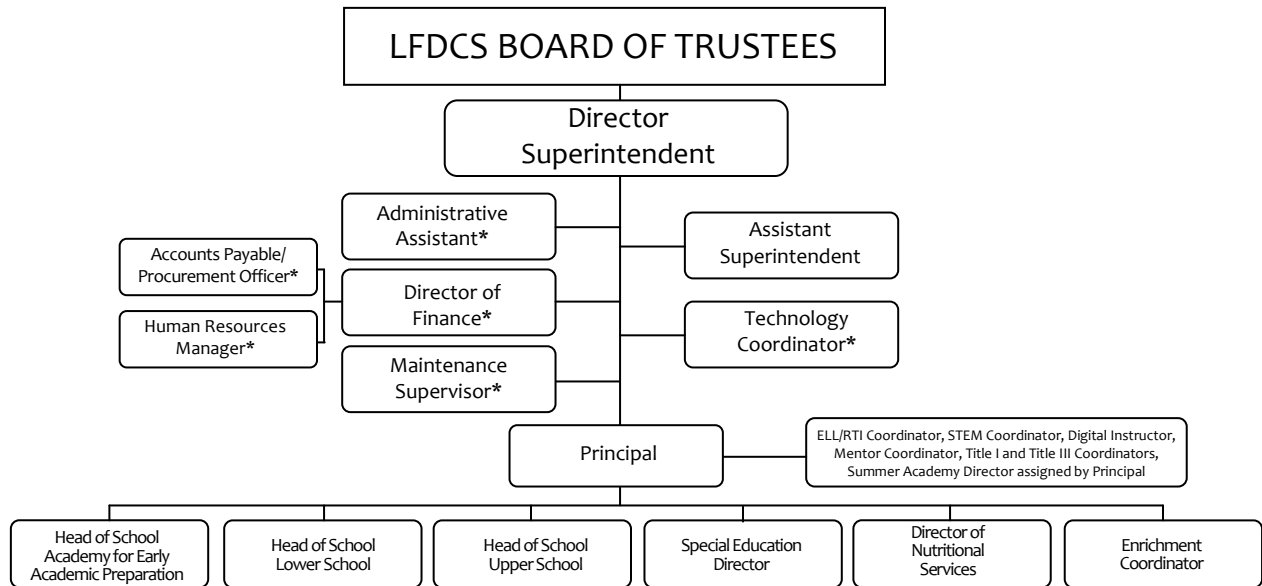 LFDCS BOARD OF TRUSTEES
Director
Superintendent
Administrative
Assistant*
Assistant
Superintendent
Accounts Payable/
Procurement Officer*
Director of
Finance*
Human Resources
Manager*
Technology
Coordinator*
Maintenance
Supervisor*
Principal
ELL/RTI Coordinator, STEM Coordinator, Digital Instructor,
Mentor Coordinator, Title I and Title III Coordinators,
Summer Academy Director assigned by Principal
Head of School
Academy for Early
Academic Preparation
Head of School
Lower School
Head of School
Upper School
Special Education
Director
Director of
Nutritional
Services
Enrichment
Coordinator